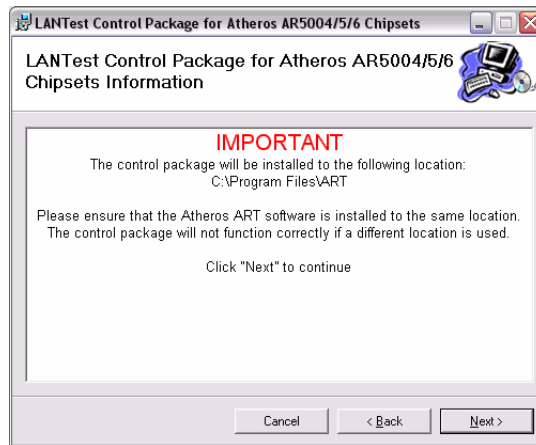 LANTest Control Package for Atheros AR5004/5/6 Chipsets
LANTest Control Package for Atheros AR5004/5/6
Chipsets Information
IMPORTANT
The control package will be installed to the following location:
C:\Program Files\ART
Please ensure that the Atheros ART software is installed to the same location.
The control package will not function correctly if a different location is used.
Click "Next" to continue
Cancel
< Back
Next >